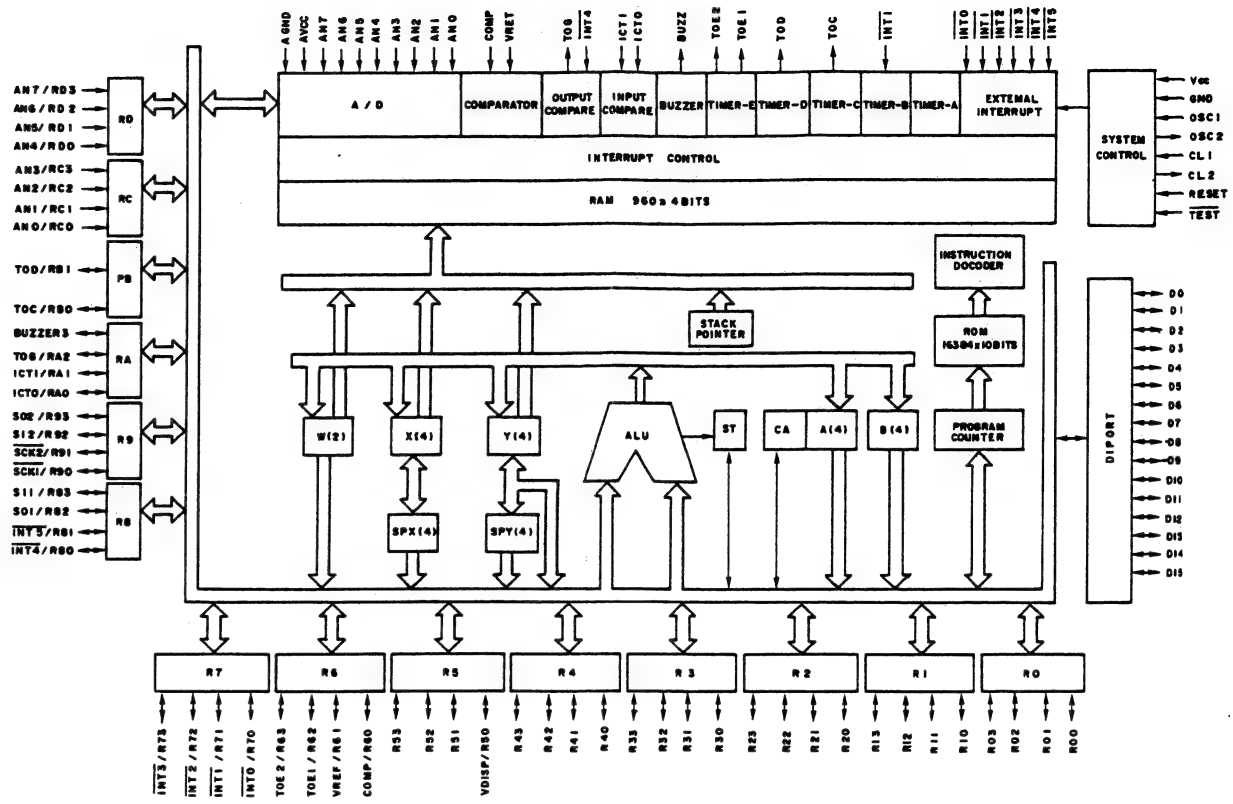 AGND
AVCC
AN7
AN6
AN5
AN4
AN3
AN2
AN1
AN0
COMP
VRET
TOG
INT4
ICT1
ICT0
BUZZ
TOE2
TOE1
TOD
TOC
INT1
INT0
INT1
INT2
INT3
INT4
INT5
A/D
COMPARATOR
OUTPUT COMPARE
INPUT COMPARE
BUZZER
TIMER-E
TIMER-D
TIMER-C
TIMER-B
TIMER-A
EXTEMAL INTERRUPT
INTERRUPT CONTROL
RAM 960 x 4BITS
SYSTEM CONTROL
Vcc
GND
OSC1
OSC2
CL1
CL2
RESET
TEST
AN7/RD3
AN6/RD2
AN5/RD1
AN4/RD0
RD
AN3/RC3
AN2/RC2
AN1/RC1
AN0/RC0
RC
TOD/RB1
TOC/RB0
PB
BUZZER3
TOG/RA2
ICT1/RA1
ICT0/RA0
RA
SO2/R93
SI2/R92
SCK2/R91
SCK1/R90
R9
SI1/R83
SO1/R82
INT5/R81
INT4/R80
R8
STACK POINTER
INSTRUCTION DOCODER
ROM 16384x10BITS
PROGRAM COUNTER
W(2)
X(4)
Y(4)
ALU
ST
CA
A(4)
B(4)
SPX(4)
SPY(4)
DIPORT
D0
D1
D2
D3
D4
D5
D6
D7
D8
D9
D10
D11
D12
D13
D14
D15
R7
R6
R5
R4
R3
R2
R1
R0
INT3/R73
INT2/R72
INT1/R71
INT0/R70
TOE2/R63
TOE1/R62
VREF/R61
COMP/R60
R53
R52
R51
VDISP/R50
R43
R42
R41
R40
R33
R32
R31
R30
R23
R22
R21
R20
R13
R12
R11
R10
R03
R02
R01
R00